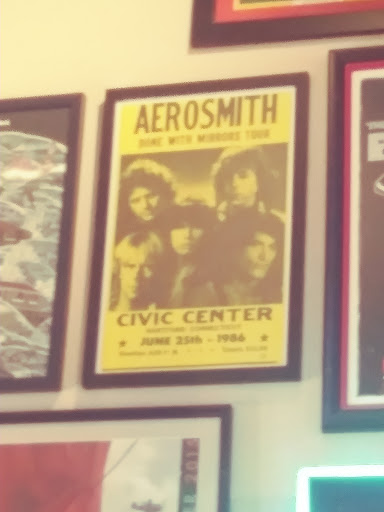 AEROSMITH
DONE WITH MIRRORS TOUR
CIVIC CENTER
HARTFORD CONNECTICUT
★ JUNE 25th - 1986 ★